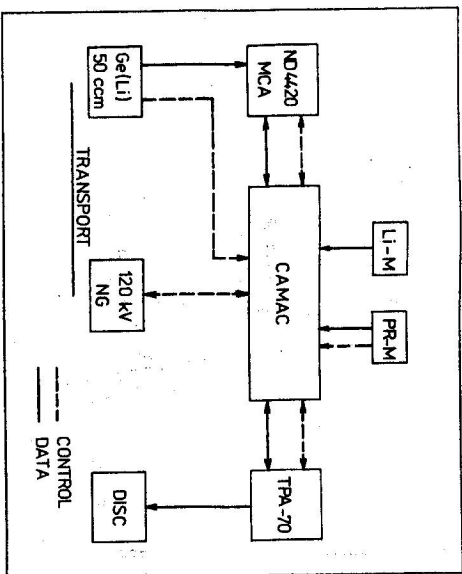 Li-M
PR-M
ND4420
MCA
CAMAC
TPA-70
Ge(Li)
50 ccm
120 kV
NG
DISC
TRANSPORT
CONTROL
DATA